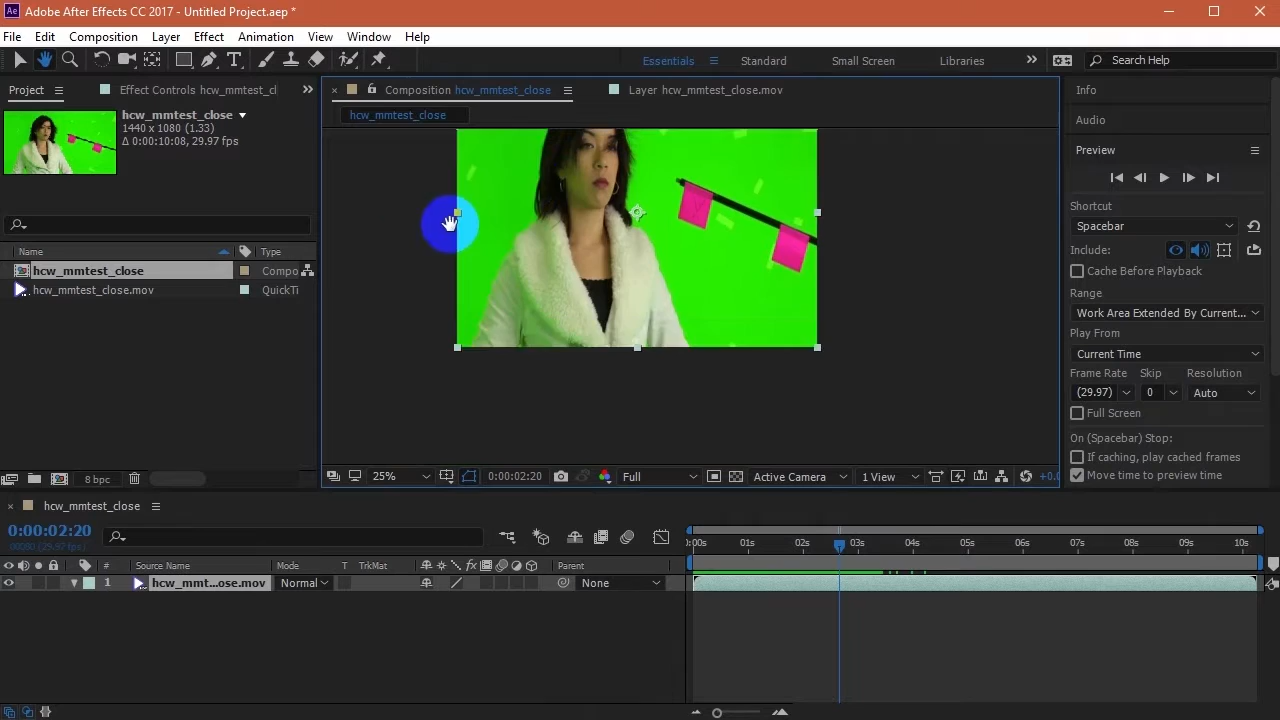 Ae Adobe After Effects CC 2017 - Untitled Project.aep *
File Edit Composition Layer Effect Animation View Window Help
T Essentials Standard Small Screen Libraries Search Help
Project Effect Controls hcw_mmtest_cl
Composition hcw_mmtest_close Layer hcw_mmtest_close.mov
Info
hcw_mmtest_close
1440 x 1080 (1.33)
Δ 0:00:10:08, 29.97 fps
hcw_mmtest_close
Audio
Preview
Shortcut
Spacebar
Include:
Cache Before Playback
Range
Work Area Extended By Current...
Play From
Current Time
Frame Rate Skip Resolution
(29.97) 0 Auto
Full Screen
On (Spacebar) Stop:
If caching, play cached frames
Move time to preview time
Name Type
hcw_mmtest_close Compo
hcw_mmtest_close.mov QuickTi
8 bpc
25% 0:00:02:20 Full Active Camera 1 View +0.0
hcw_mmtest_close
0:00:02:20
00080 (29.97 fps)
# Source Name Mode T TrkMat fx Parent
1 hcw_mmt...ose.mov Normal None
):00s 01s 02s 03s 04s 05s 06s 07s 08s 09s 10s